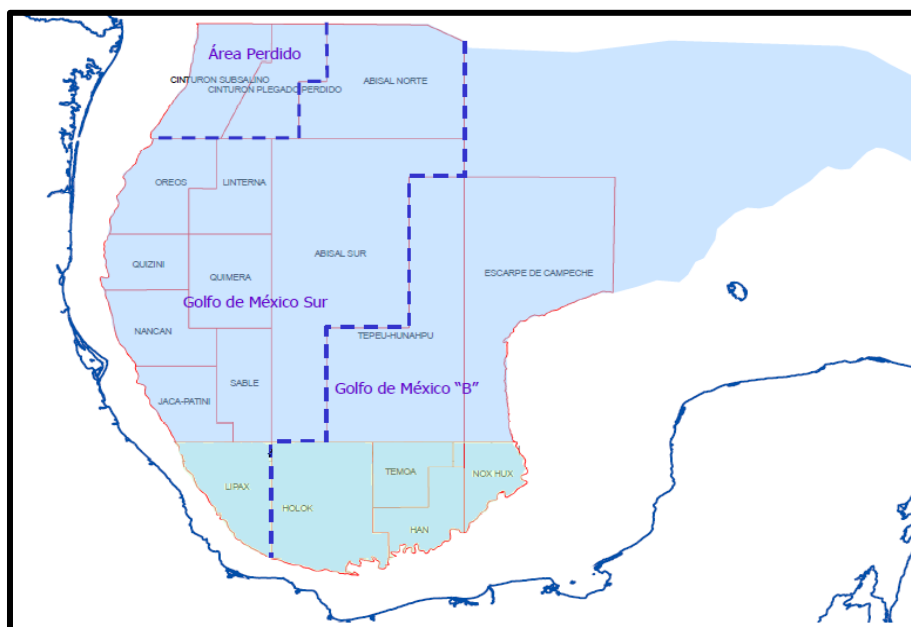 Área Perdido
CINTURON SUBSALINO
ABISAL NORTE
CINTURON PLEGADO PERDIDO
OREOS
LINTERNA
ABISAL SUR
QUIZINI
QUIMERA
ESCARPE DE CAMPECHE
Golfo de México Sur
NANCAN
TEPEU-HUNAHPU
SABLE
Golfo de México “B”
JACA-PATINI
TEMOA
NOX HUX
LIPAX
HOLOK
HAN